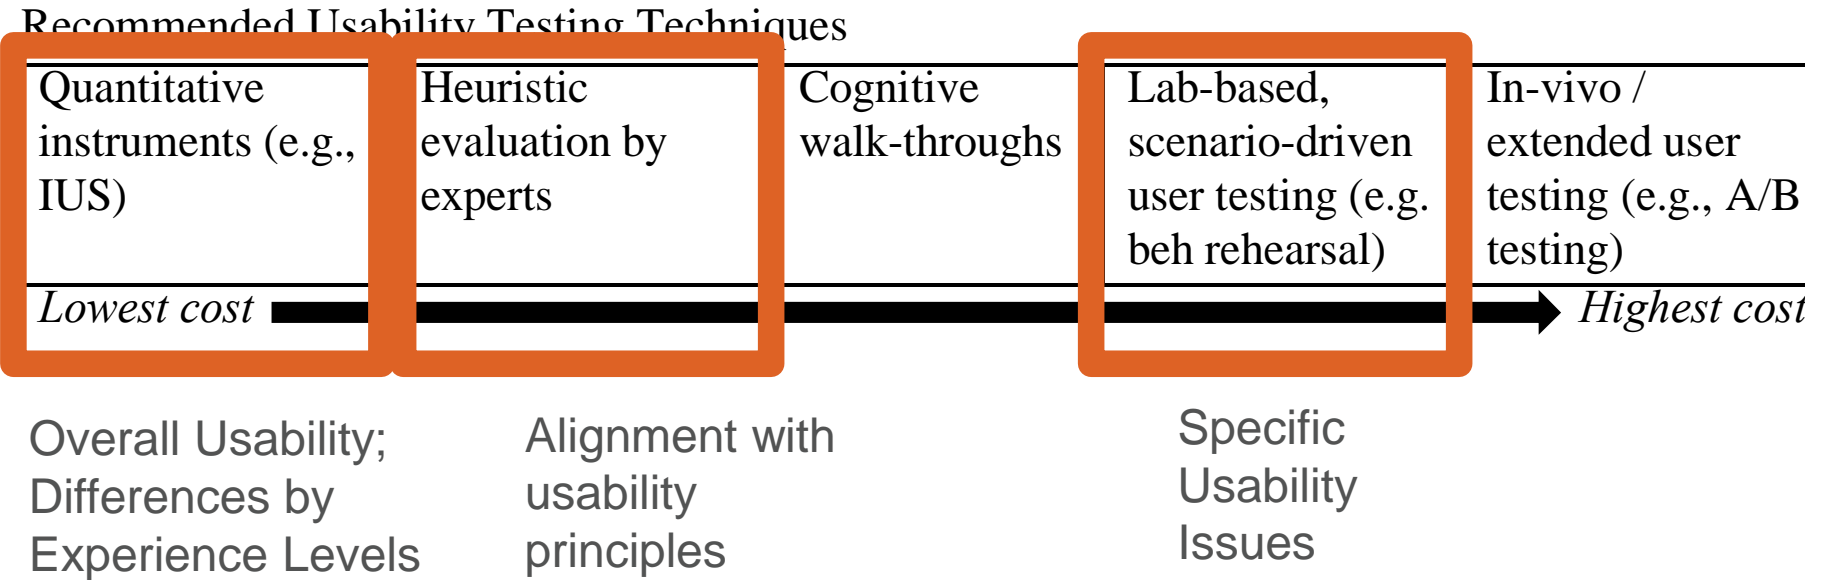 Recommended Usability Testing Techniques
Quantitative
instruments (e.g.,
IUS)
Heuristic
evaluation by
experts
Cognitive
walk-throughs
Lab-based,
scenario-driven
user testing (e.g.
beh rehearsal)
In-vivo /
extended user
testing (e.g., A/B
testing)
Lowest cost
Highest cost
Overall Usability;
Differences by
Experience Levels
Alignment with
usability
principles
Specific
Usability
Issues